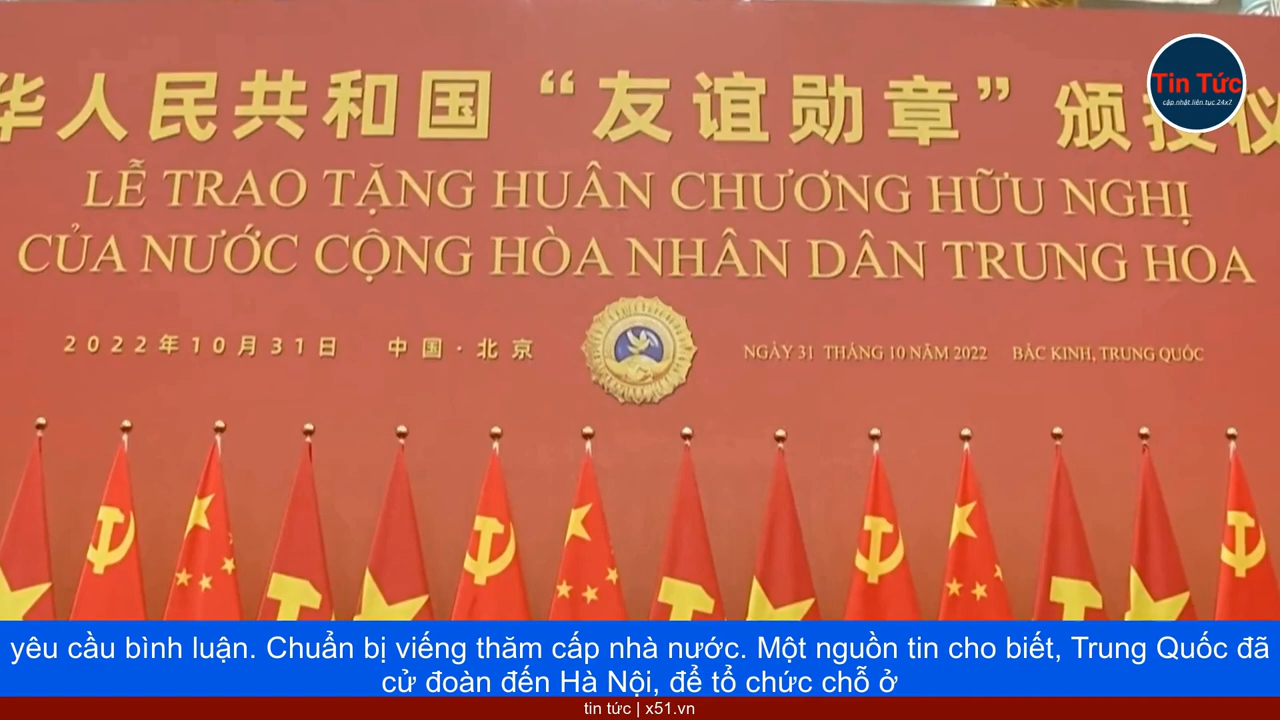 华人民共和国“友谊勋章”颁授仪
LỄ TRAO TẶNG HUÂN CHƯƠNG HỮU NGHỊ
CỦA NƯỚC CỘNG HÒA NHÂN DÂN TRUNG HOA
2022年10月31日 中国·北京
NGÀY 31 THÁNG 10 NĂM 2022 BẮC KINH, TRUNG QUỐC
Tin Tức
cập nhật liên tục 24x7
yêu cầu bình luận. Chuẩn bị viếng thăm cấp nhà nước. Một nguồn tin cho biết, Trung Quốc đã
cử đoàn đến Hà Nội, để tổ chức chỗ ở
tin tức | x51.vn